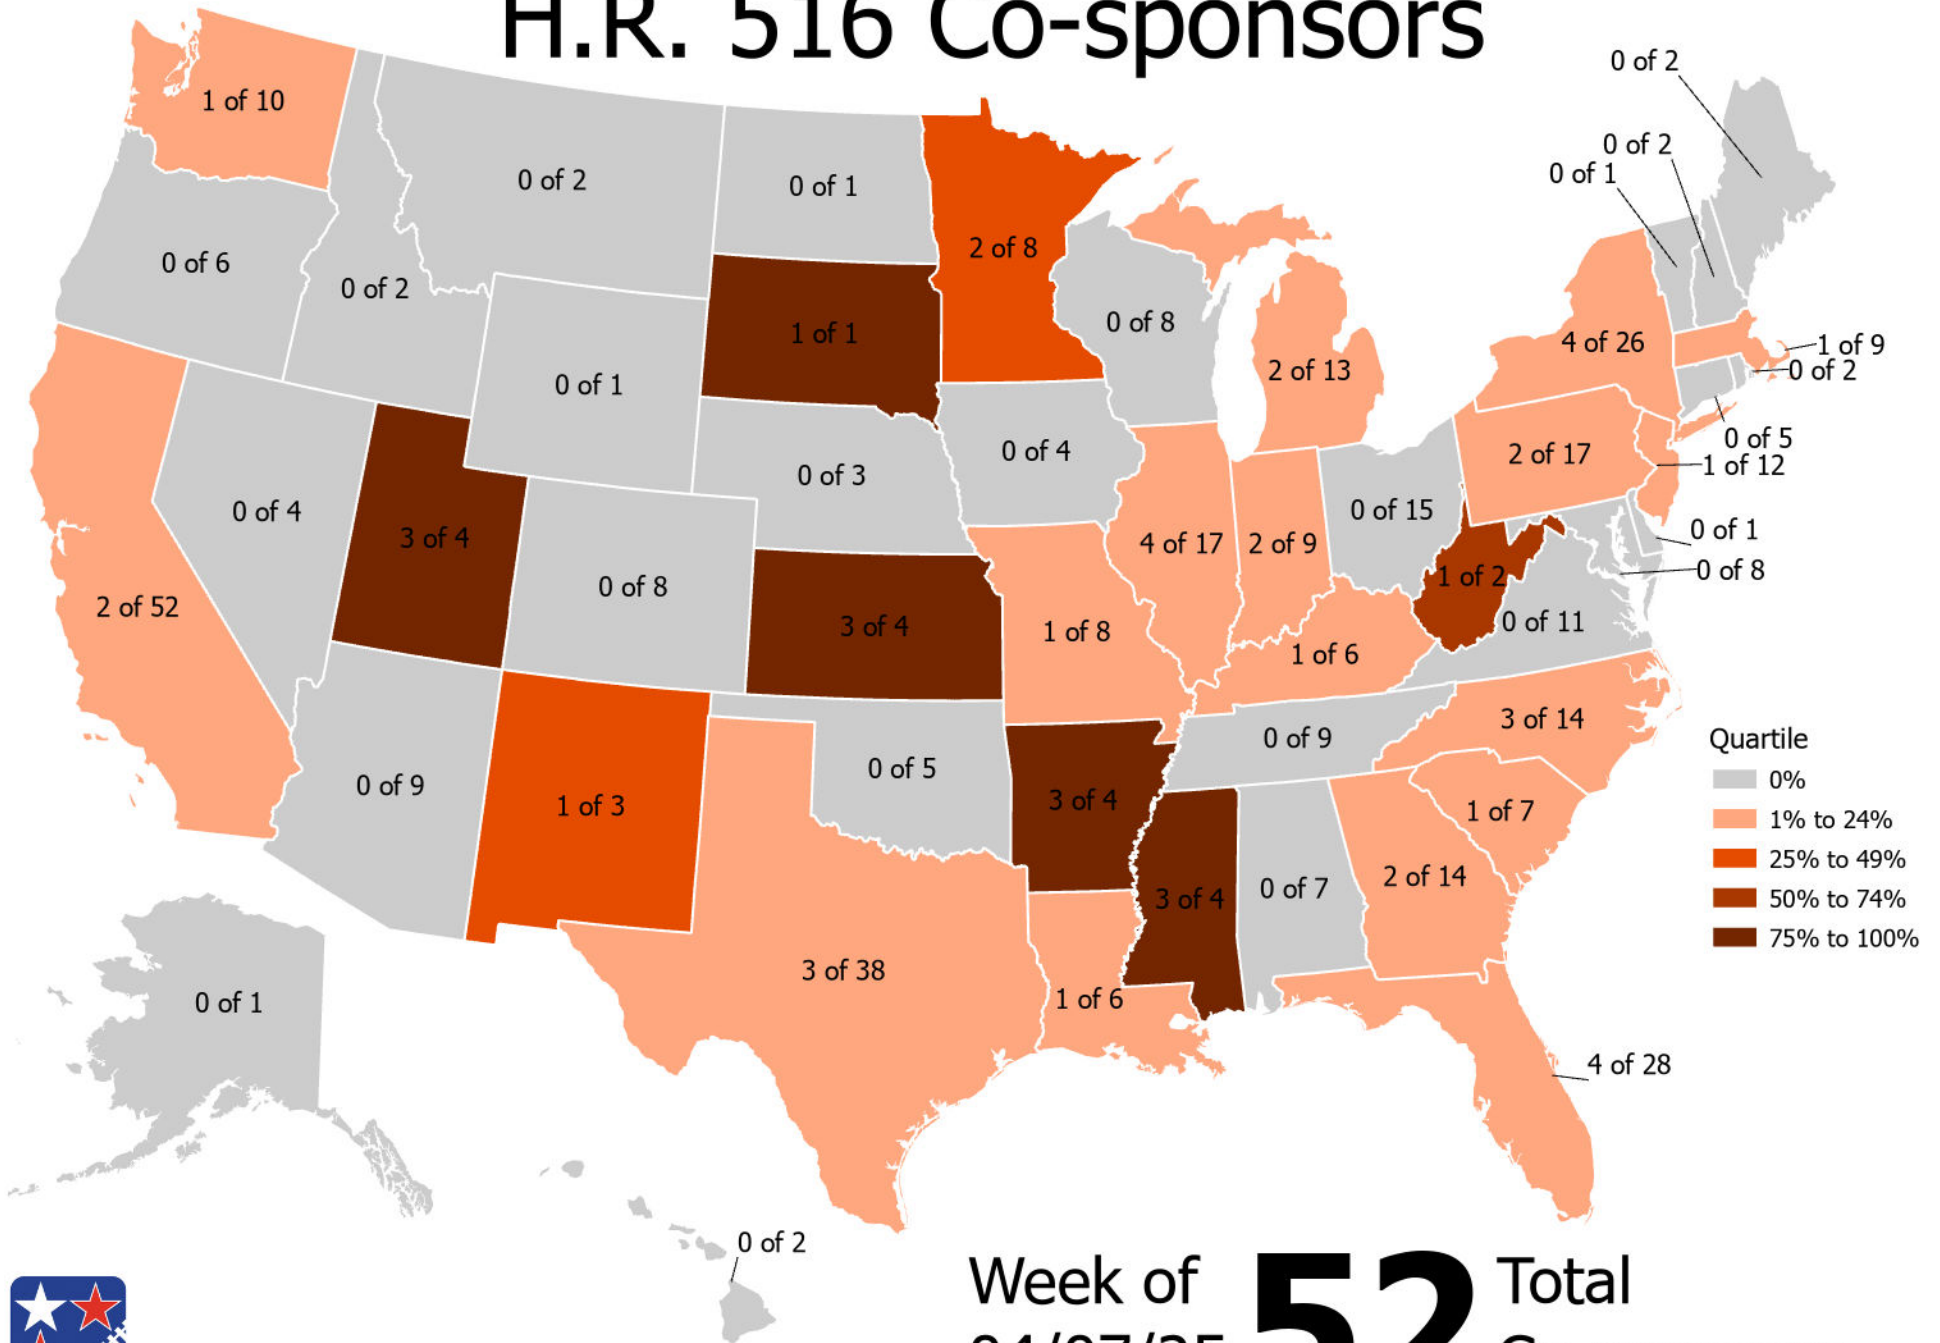 H.R. 516 Co-sponsors
0 of 2
1 of 10
0 of 2
0 of 1
0 of 2
0 of 1
2 of 8
0 of 6
0 of 2
0 of 8
1 of 1
4 of 26
1 of 9
0 of 2
2 of 13
0 of 1
0 of 5
0 of 4
2 of 17
1 of 12
0 of 3
0 of 4
0 of 15
0 of 1
3 of 4
4 of 17
2 of 9
0 of 8
1 of 2
0 of 8
2 of 52
0 of 11
3 of 4
1 of 8
1 of 6
3 of 14
0 of 9
Quartile
0%
1% to 24%
25% to 49%
50% to 74%
75% to 100%
0 of 5
0 of 9
1 of 3
3 of 4
1 of 7
2 of 14
0 of 7
3 of 4
3 of 38
1 of 6
0 of 1
4 of 28
0 of 2
Week of
52
Total